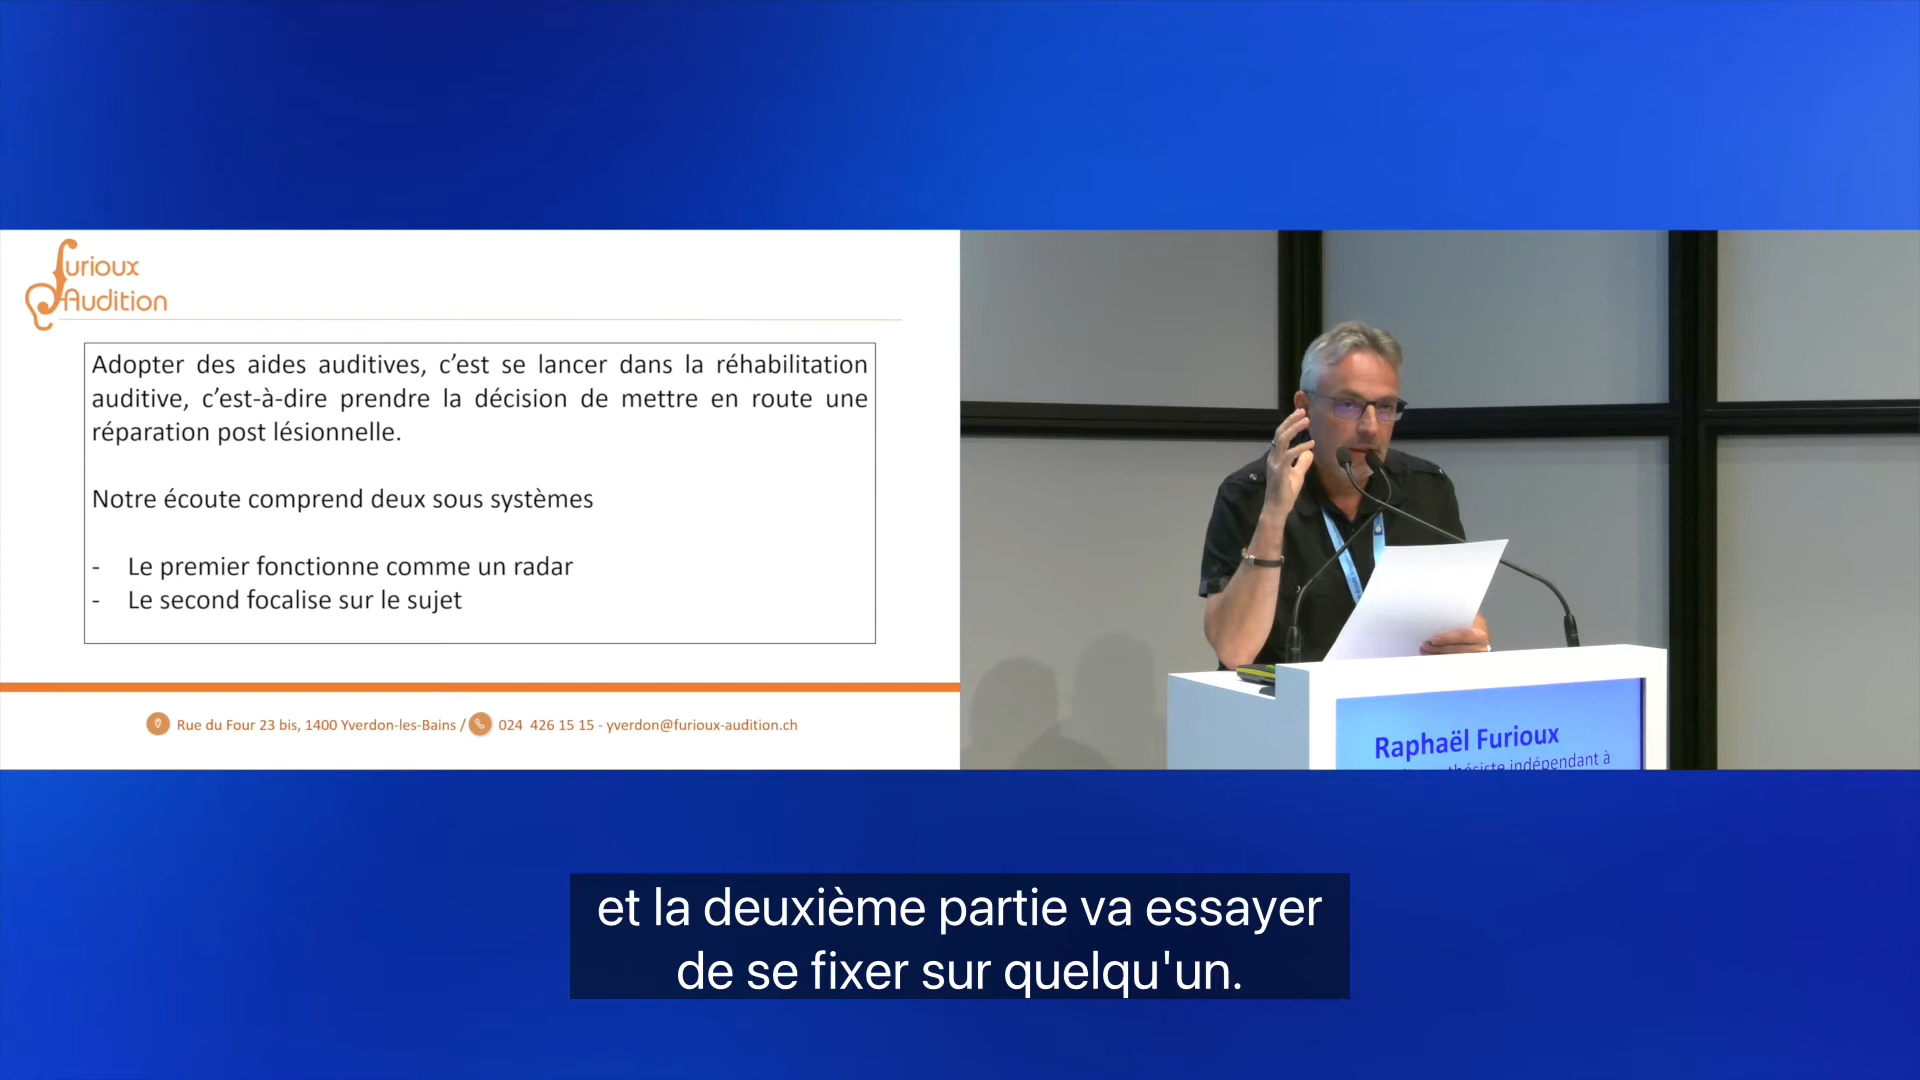 Furioux
Audition
Adopter des aides auditives, c’est se lancer dans la réhabilitation
auditive, c’est-à-dire prendre la décision de mettre en route une
réparation post lésionnelle.
Notre écoute comprend deux sous systèmes
- Le premier fonctionne comme un radar
- Le second focalise sur le sujet
Rue du Four 23 bis, 1400 Yverdon-les-Bains / 024 426 15 15 - yverdon@furioux-audition.ch
Raphaël Furioux
indépendant à
et la deuxième partie va essayer
de se fixer sur quelqu'un.